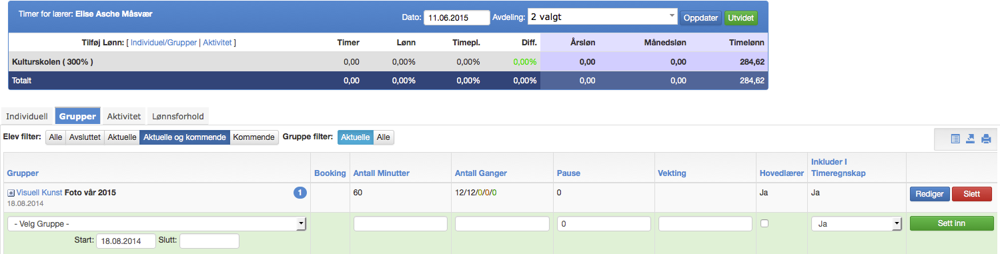 Timer for lærer: Elise Asche Måsvær
Dato: 11.06.2015 Avdeling: 2 valgt Oppdater Utvidet
Tilføj Lønn: [ Individuel/Grupper | Aktivitet ] Timer Lønn Timepl. Diff. Årsløn Månedsløn Timelønn
Kulturskolen ( 300% ) 0,00 0,00% 0,00% 0,00% 0,00 0,00 284,62
Totalt 0,00 0,00% 0,00% 0,00% 0,00 0,00 284,62
Individuell Grupper Aktivitet Lønnsforhold
Elev filter: Alle Avsluttet Aktuelle Aktuelle og kommende Kommende Gruppe filter: Aktuelle Alle
Grupper Booking Antall Minutter Antall Ganger Pause Vekting Hovedlærer Inkluder I
Timeregnskap
Visuell Kunst Foto vår 2015 1 60 12/12/0/0/0 0 Ja Ja Rediger Slett
18.08.2014
- Velg Gruppe - 0 Ja Sett inn
Start: 18.08.2014 Slutt: